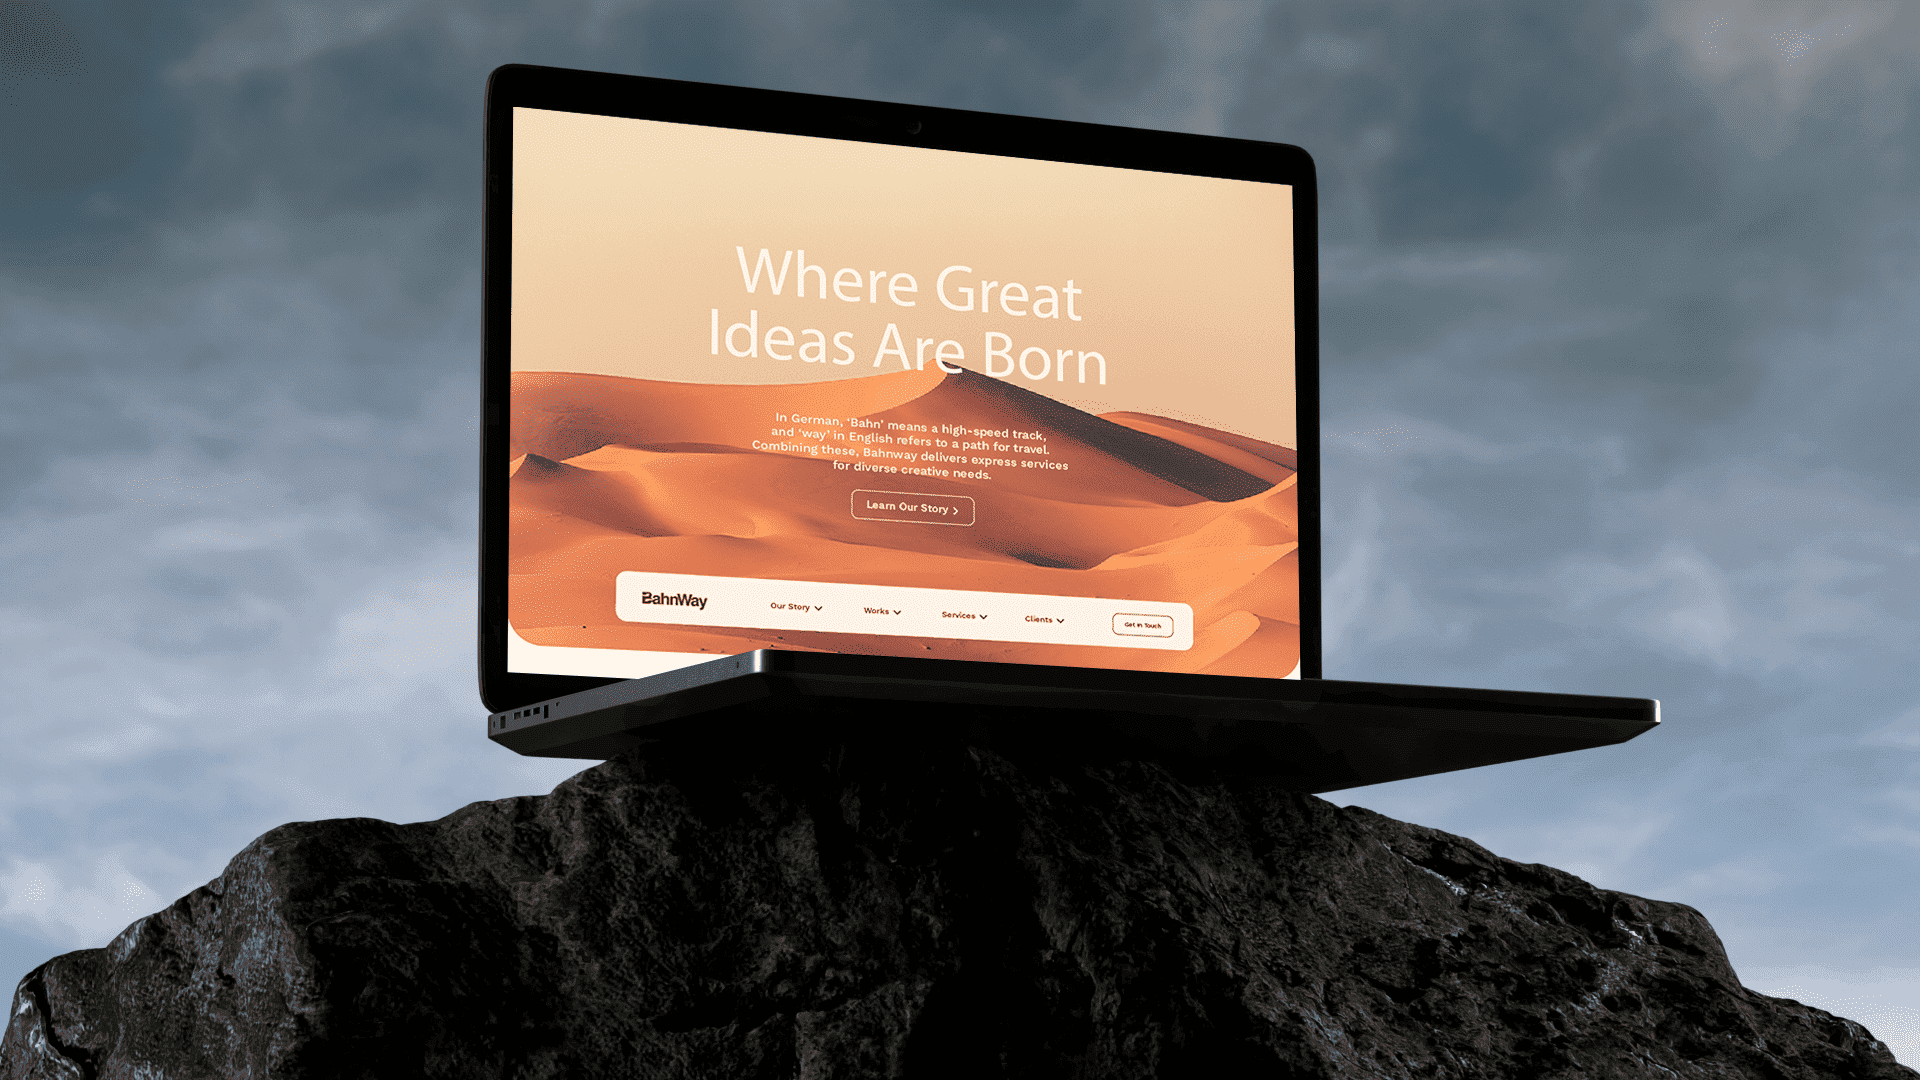 Where Great
Ideas Are Born
In German, ‘Bahn’ means a high-speed track,
and ‘way’ in English refers to a path for travel.
Combining these, Bahnway delivers express services
for diverse creative needs.
Learn Our Story
BahnWay
Our Story
Works
Services
Clients
Get in Touch